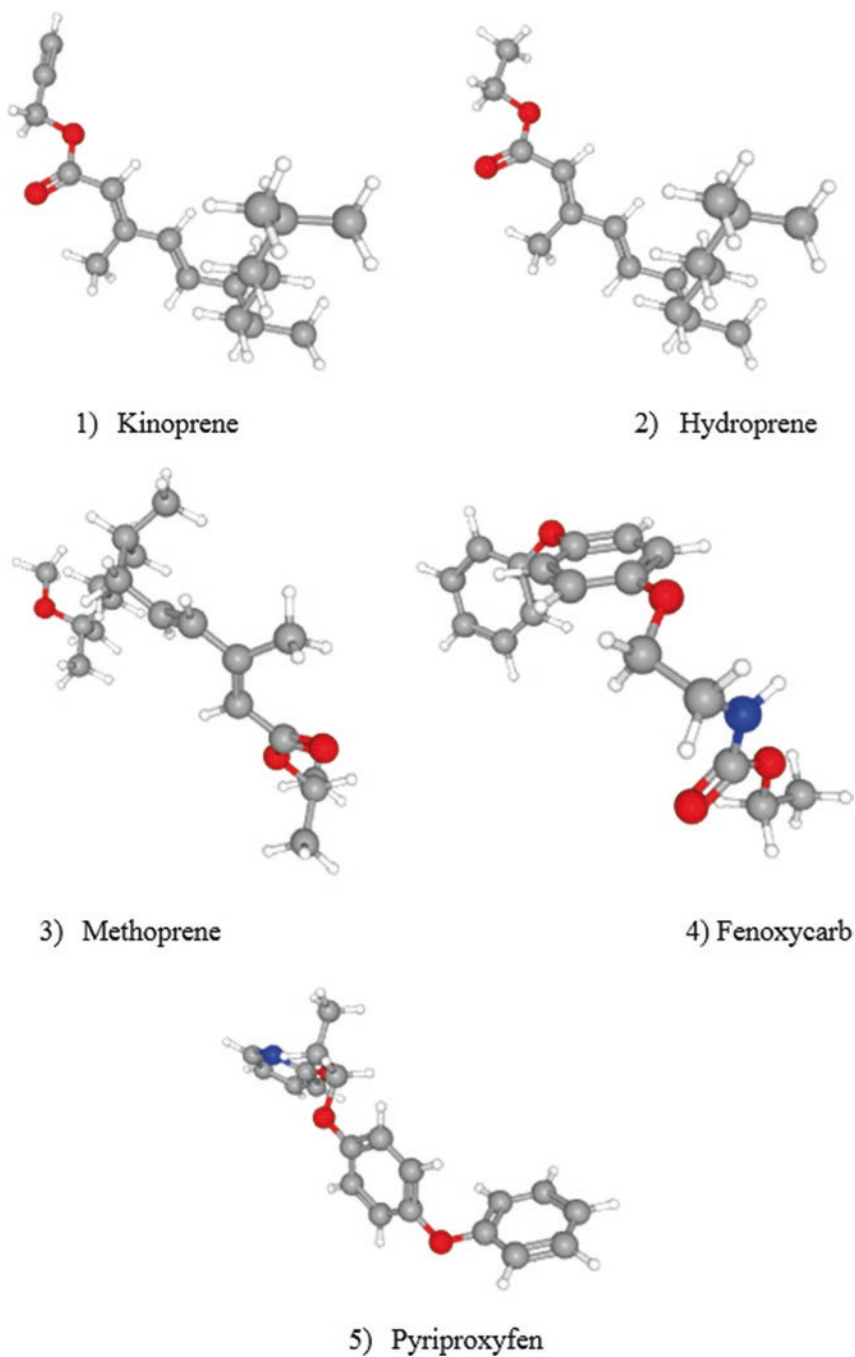 1) Kinoprene
2) Hydroprene
3) Methoprene
4) Fenoxycarb
5) Pyriproxyfen